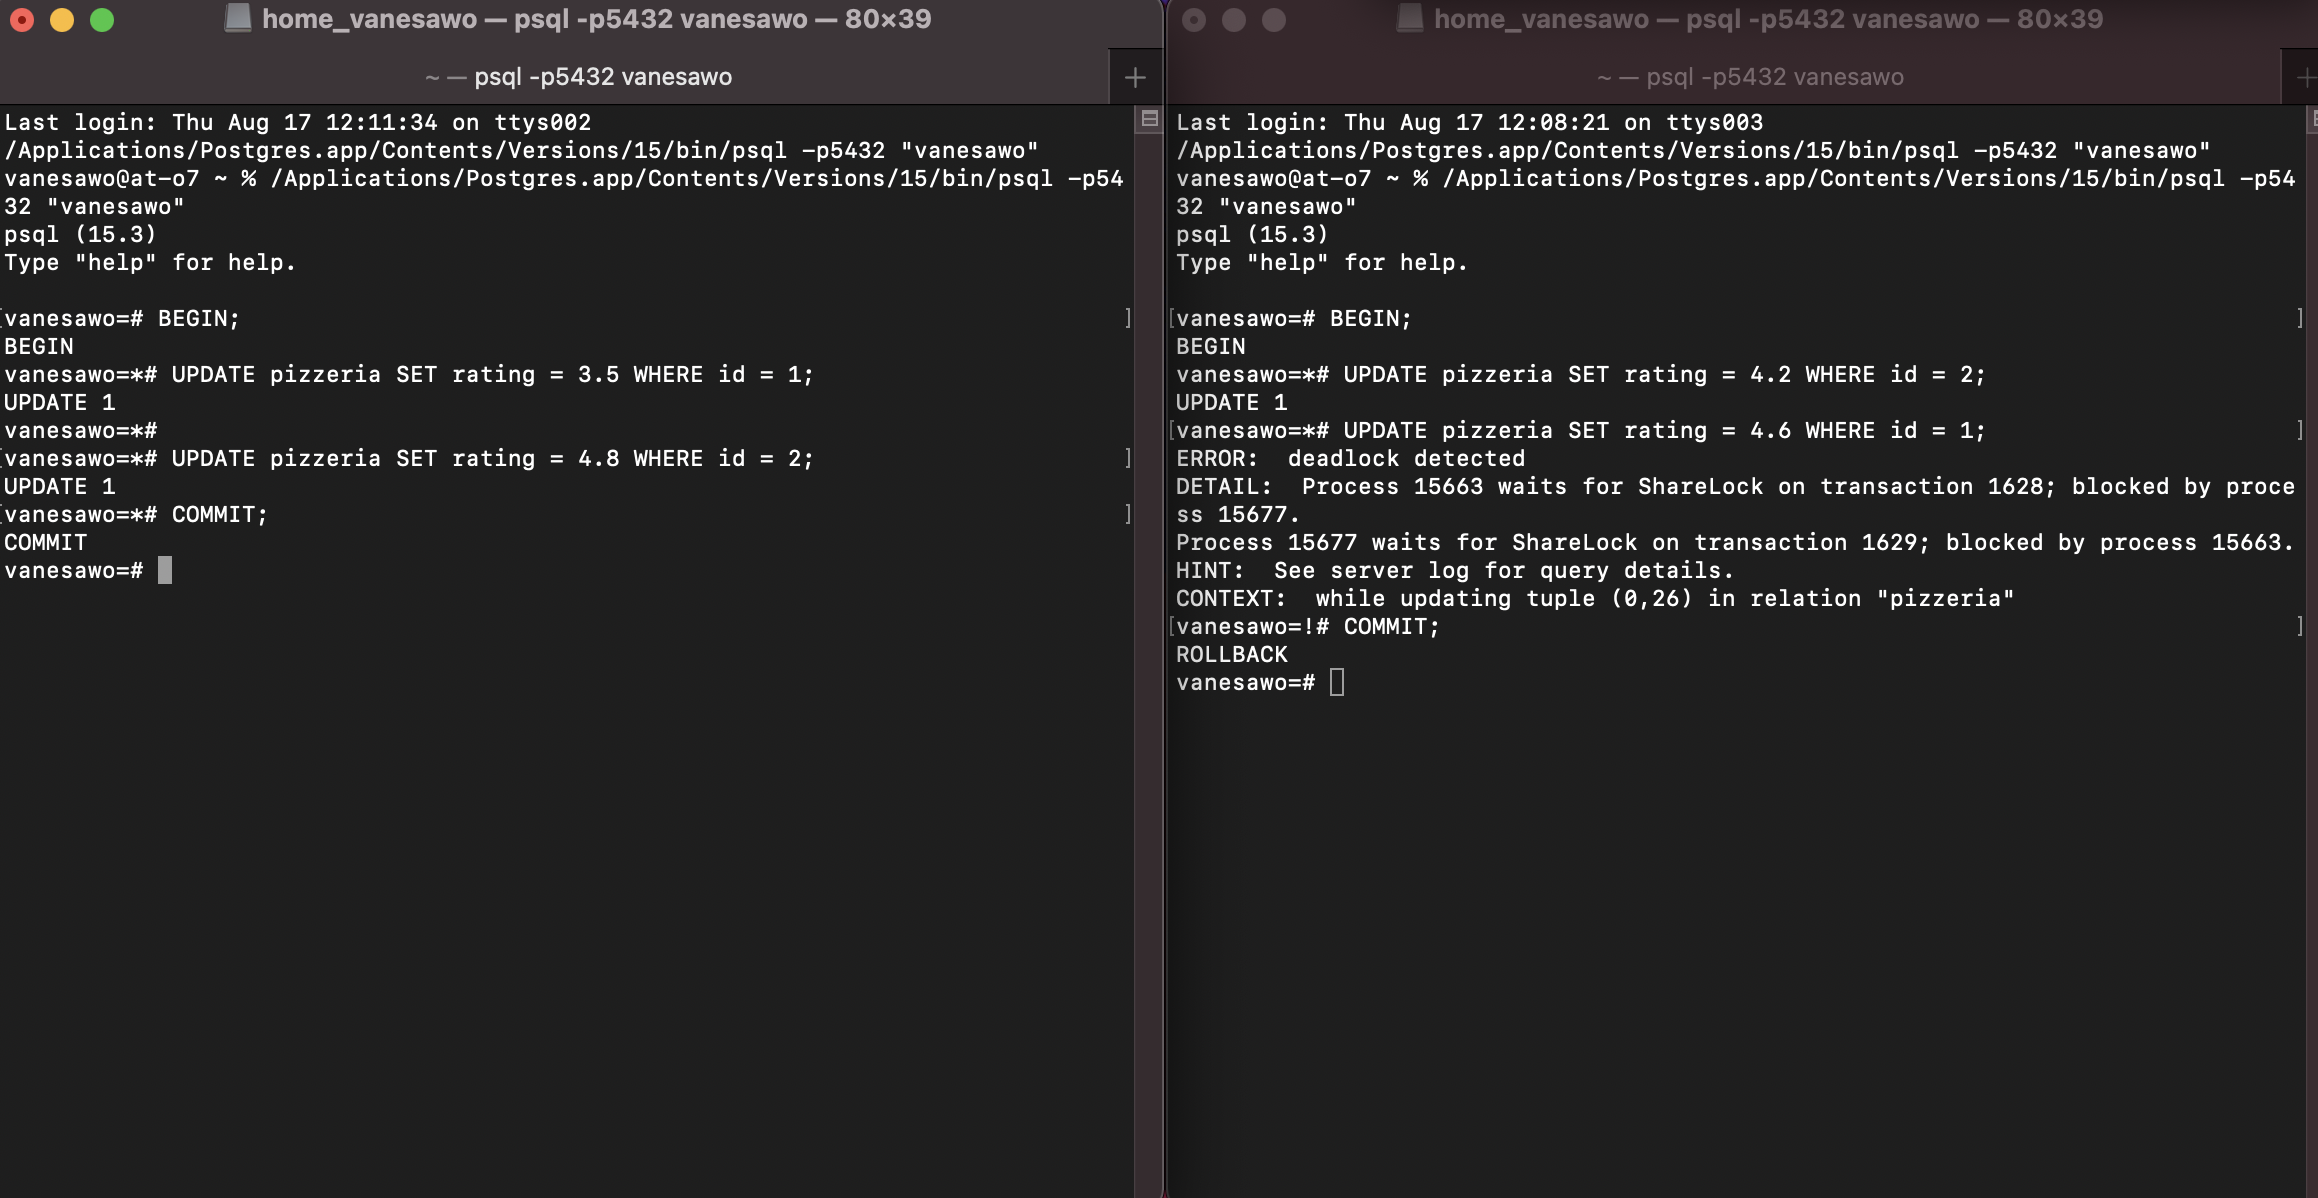 home_vanesawo — psql -p5432 vanesawo — 80×39
~ — psql -p5432 vanesawo
Last login: Thu Aug 17 12:11:34 on ttys002
/Applications/Postgres.app/Contents/Versions/15/bin/psql -p5432 "vanesawo"
vanesawo@at-o7 ~ % /Applications/Postgres.app/Contents/Versions/15/bin/psql -p54
32 "vanesawo"
psql (15.3)
Type "help" for help.
[vanesawo=# BEGIN; ]
BEGIN
vanesawo=*# UPDATE pizzeria SET rating = 3.5 WHERE id = 1;
UPDATE 1
vanesawo=*#
[vanesawo=*# UPDATE pizzeria SET rating = 4.8 WHERE id = 2; ]
UPDATE 1
[vanesawo=*# COMMIT; ]
COMMIT
vanesawo=#
home_vanesawo — psql -p5432 vanesawo — 80×39
~ — psql -p5432 vanesawo
Last login: Thu Aug 17 12:08:21 on ttys003
/Applications/Postgres.app/Contents/Versions/15/bin/psql -p5432 "vanesawo"
vanesawo@at-o7 ~ % /Applications/Postgres.app/Contents/Versions/15/bin/psql -p54
32 "vanesawo"
psql (15.3)
Type "help" for help.
[vanesawo=# BEGIN; ]
BEGIN
vanesawo=*# UPDATE pizzeria SET rating = 4.2 WHERE id = 2;
UPDATE 1
[vanesawo=*# UPDATE pizzeria SET rating = 4.6 WHERE id = 1; ]
ERROR:  deadlock detected
DETAIL:  Process 15663 waits for ShareLock on transaction 1628; blocked by proce
ss 15677.
Process 15677 waits for ShareLock on transaction 1629; blocked by process 15663.
HINT:  See server log for query details.
CONTEXT:  while updating tuple (0,26) in relation "pizzeria"
[vanesawo=!# COMMIT; ]
ROLLBACK
vanesawo=#